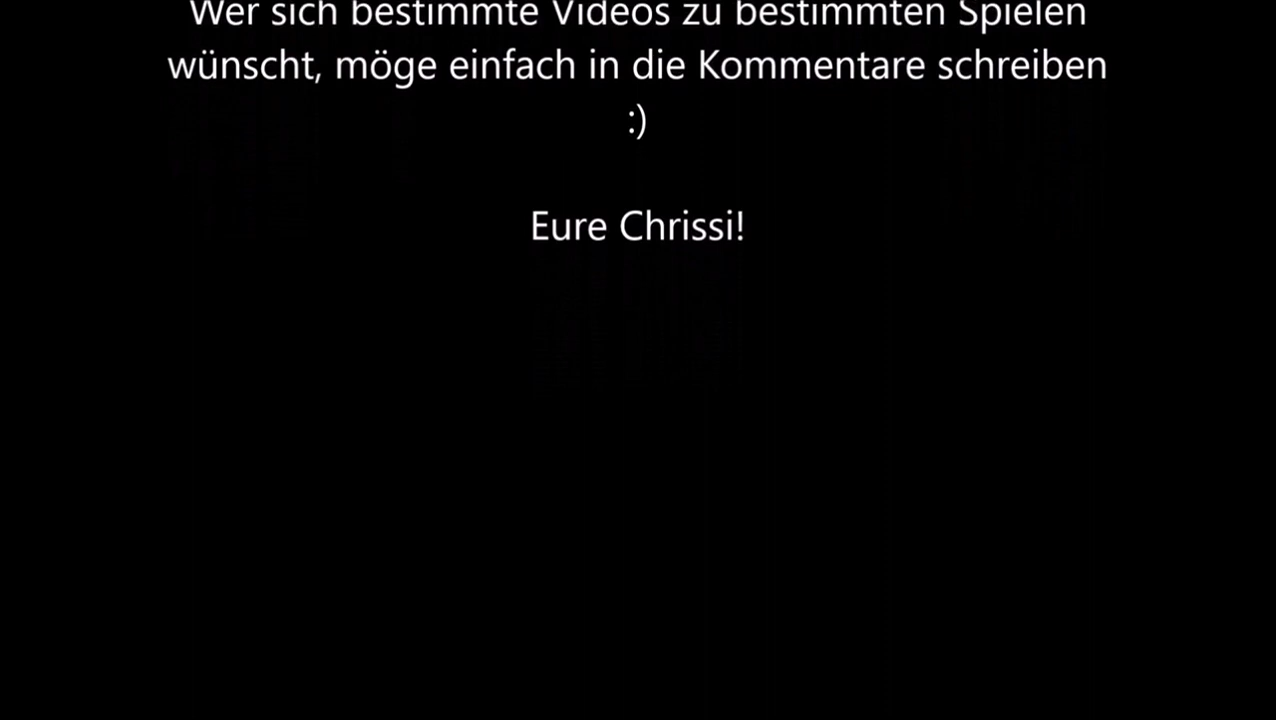 Wer sich bestimmte Videos zu bestimmten Spielen
wünscht, möge einfach in die Kommentare schreiben
:)
Eure Chrissi!